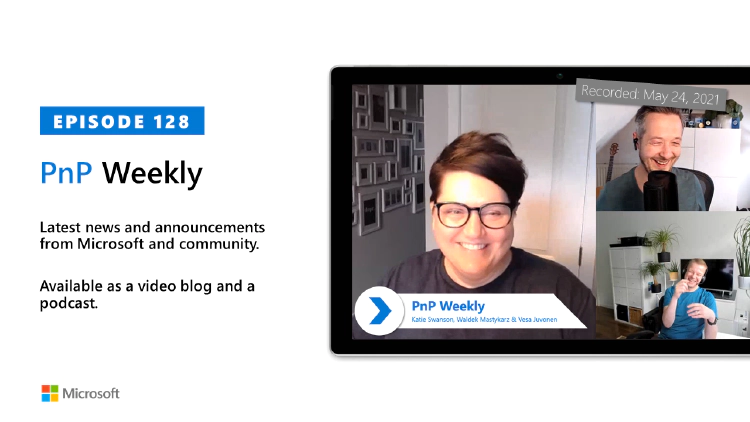 EPISODE 128
PnP Weekly
Latest news and announcements
from Microsoft and community.
Available as a video blog and a
podcast.
Microsoft
Recorded: May 24, 2021
PnP Weekly
Katie Swanson, Waldek Mastykarz & Vesa Juvonen